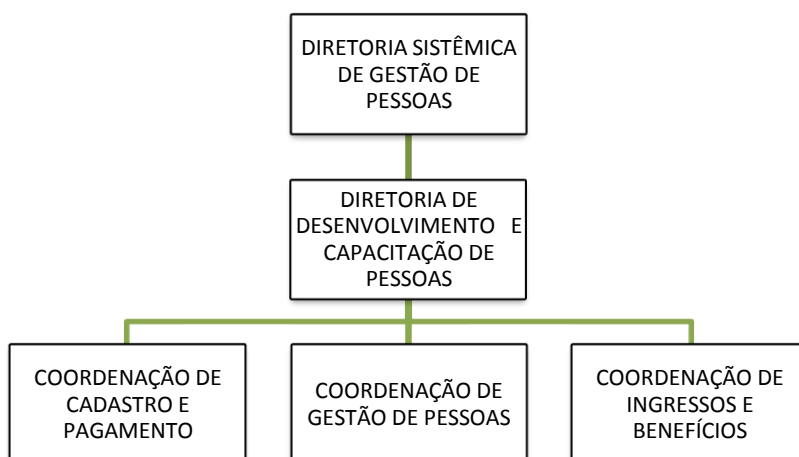 DIRETORIA SISTÊMICA
DE GESTÃO DE
PESSOAS
DIRETORIA DE
DESENVOLVIMENTO E
CAPACITAÇÃO DE
PESSOAS
COORDENAÇÃO DE
CADASTRO E
PAGAMENTO
COORDENAÇÃO DE
GESTÃO DE PESSOAS
COORDENAÇÃO DE
INGRESSOS E
BENEFÍCIOS